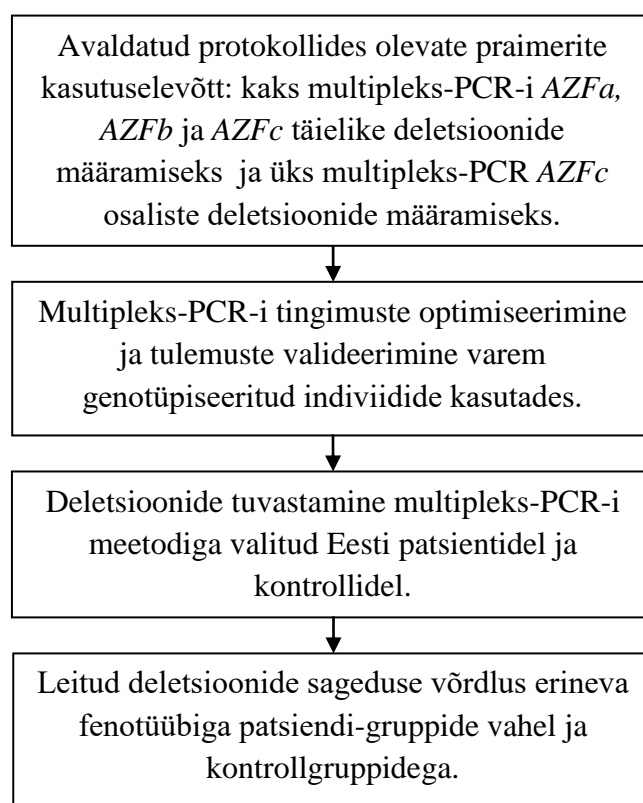 Avaldatud protokollides olevate praimerite
kasutuselevõtt: kaks multipleks-PCR-i AZFa,
AZFb ja AZFc täielike deletsioonide
määramiseks ja üks multipleks-PCR AZFc
osaliste deletsioonide määramiseks.
Multipleks-PCR-i tingimuste optimiseerimine
ja tulemuste valideerimine varem
genotüpiseeritud indiviidide kasutades.
Deletsioonide tuvastamine multipleks-PCR-i
meetodiga valitud Eesti patsientidel ja
kontrollidel.
Leitud deletsioonide sageduse võrdlus erineva
fenotüübiga patsiendi-gruppide vahel ja
kontrollgruppidega.